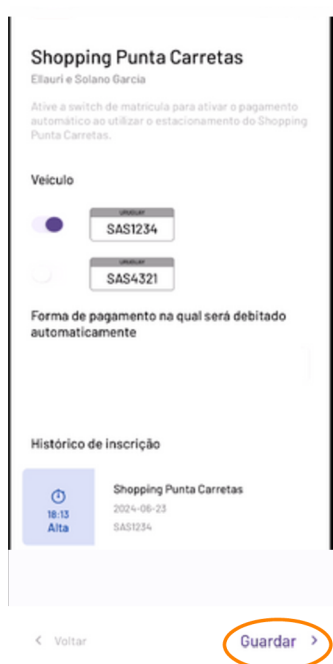 Shopping Punta Carretas
Ellauri e Solano Garcia
Ative a switch de matricula para ativar o pagamento
automático ao utilizar o estacionamento do Shopping
Punta Carretas.
Veículo
URUGUAY
SAS1234
URUGUAY
SAS4321
Forma de pagamento na qual será debitado
automaticamente
Histórico de inscrição
18:13
Alta
Shopping Punta Carretas
2024-06-23
SAS1234
< Voltar
Guardar >